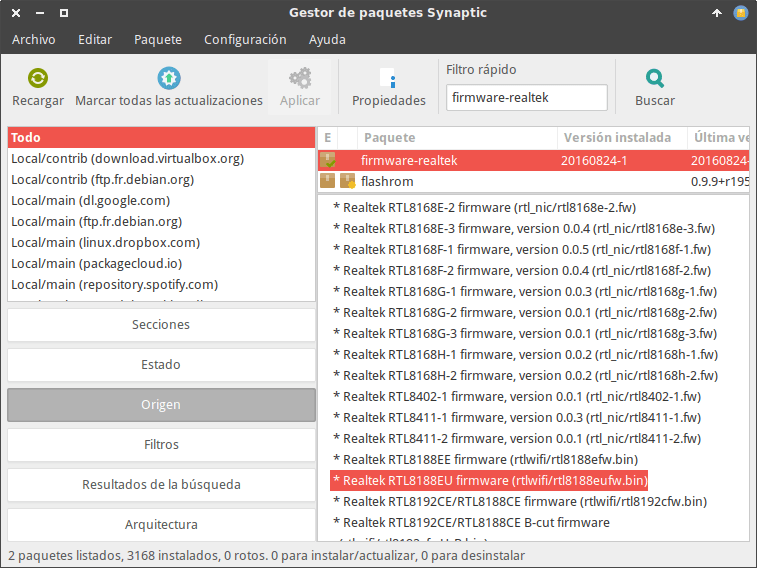 Gestor de paquetes Synaptic
Archivo Editar Paquete Configuración Ayuda
Recargar Marcar todas las actualizaciones Aplicar Propiedades
Filtro rápido
firmware-realtek
Buscar
Todo
Local/contrib (download.virtualbox.org)
Local/contrib (ftp.fr.debian.org)
Local/main (dl.google.com)
Local/main (ftp.fr.debian.org)
Local/main (linux.dropbox.com)
Local/main (packagecloud.io)
Local/main (repository.spotify.com)
Secciones
Estado
Origen
Filtros
Resultados de la búsqueda
Arquitectura
E Paquete Versión instalada Última ve
firmware-realtek 20160824-1 20160824-
flashrom 0.9.9+r195
* Realtek RTL8168E-2 firmware (rtl_nic/rtl8168e-2.fw)
* Realtek RTL8168E-3 firmware, version 0.0.4 (rtl_nic/rtl8168e-3.fw)
* Realtek RTL8168F-1 firmware, version 0.0.5 (rtl_nic/rtl8168f-1.fw)
* Realtek RTL8168F-2 firmware, version 0.0.4 (rtl_nic/rtl8168f-2.fw)
* Realtek RTL8168G-1 firmware, version 0.0.3 (rtl_nic/rtl8168g-1.fw)
* Realtek RTL8168G-2 firmware, version 0.0.1 (rtl_nic/rtl8168g-2.fw)
* Realtek RTL8168G-3 firmware, version 0.0.1 (rtl_nic/rtl8168g-3.fw)
* Realtek RTL8168H-1 firmware, version 0.0.2 (rtl_nic/rtl8168h-1.fw)
* Realtek RTL8168H-2 firmware, version 0.0.2 (rtl_nic/rtl8168h-2.fw)
* Realtek RTL8402-1 firmware, version 0.0.1 (rtl_nic/rtl8402-1.fw)
* Realtek RTL8411-1 firmware, version 0.0.3 (rtl_nic/rtl8411-1.fw)
* Realtek RTL8411-2 firmware, version 0.0.1 (rtl_nic/rtl8411-2.fw)
* Realtek RTL8188EE firmware (rtlwifi/rtl8188efw.bin)
* Realtek RTL8188EU firmware (rtlwifi/rtl8188eufw.bin)
* Realtek RTL8192CE/RTL8188CE firmware (rtlwifi/rtl8192cfw.bin)
* Realtek RTL8192CE/RTL8188CE B-cut firmware
2 paquetes listados, 3168 instalados, 0 rotos. 0 para instalar/actualizar, 0 para desinstalar